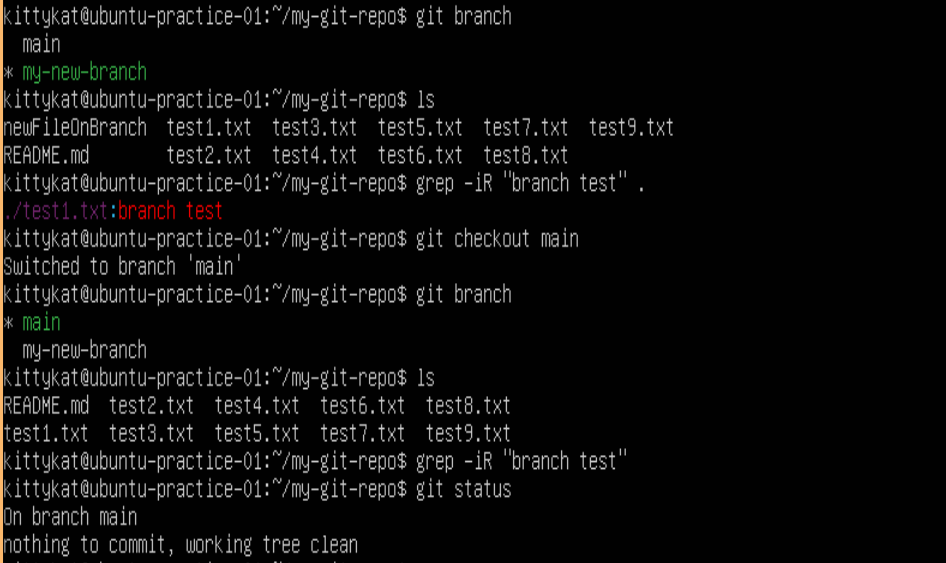 kittykat@ubuntu-practice-01:~/my-git-repo$ git branch
  main
* my-new-branch
kittykat@ubuntu-practice-01:~/my-git-repo$ ls
newFileOnBranch  test1.txt  test3.txt  test5.txt  test7.txt  test9.txt
README.md        test2.txt  test4.txt  test6.txt  test8.txt
kittykat@ubuntu-practice-01:~/my-git-repo$ grep -iR "branch test" .
./test1.txt:branch test
kittykat@ubuntu-practice-01:~/my-git-repo$ git checkout main
Switched to branch 'main'
kittykat@ubuntu-practice-01:~/my-git-repo$ git branch
* main
  my-new-branch
kittykat@ubuntu-practice-01:~/my-git-repo$ ls
README.md  test2.txt  test4.txt  test6.txt  test8.txt
test1.txt  test3.txt  test5.txt  test7.txt  test9.txt
kittykat@ubuntu-practice-01:~/my-git-repo$ grep -iR "branch test"
kittykat@ubuntu-practice-01:~/my-git-repo$ git status
On branch main
nothing to commit, working tree clean